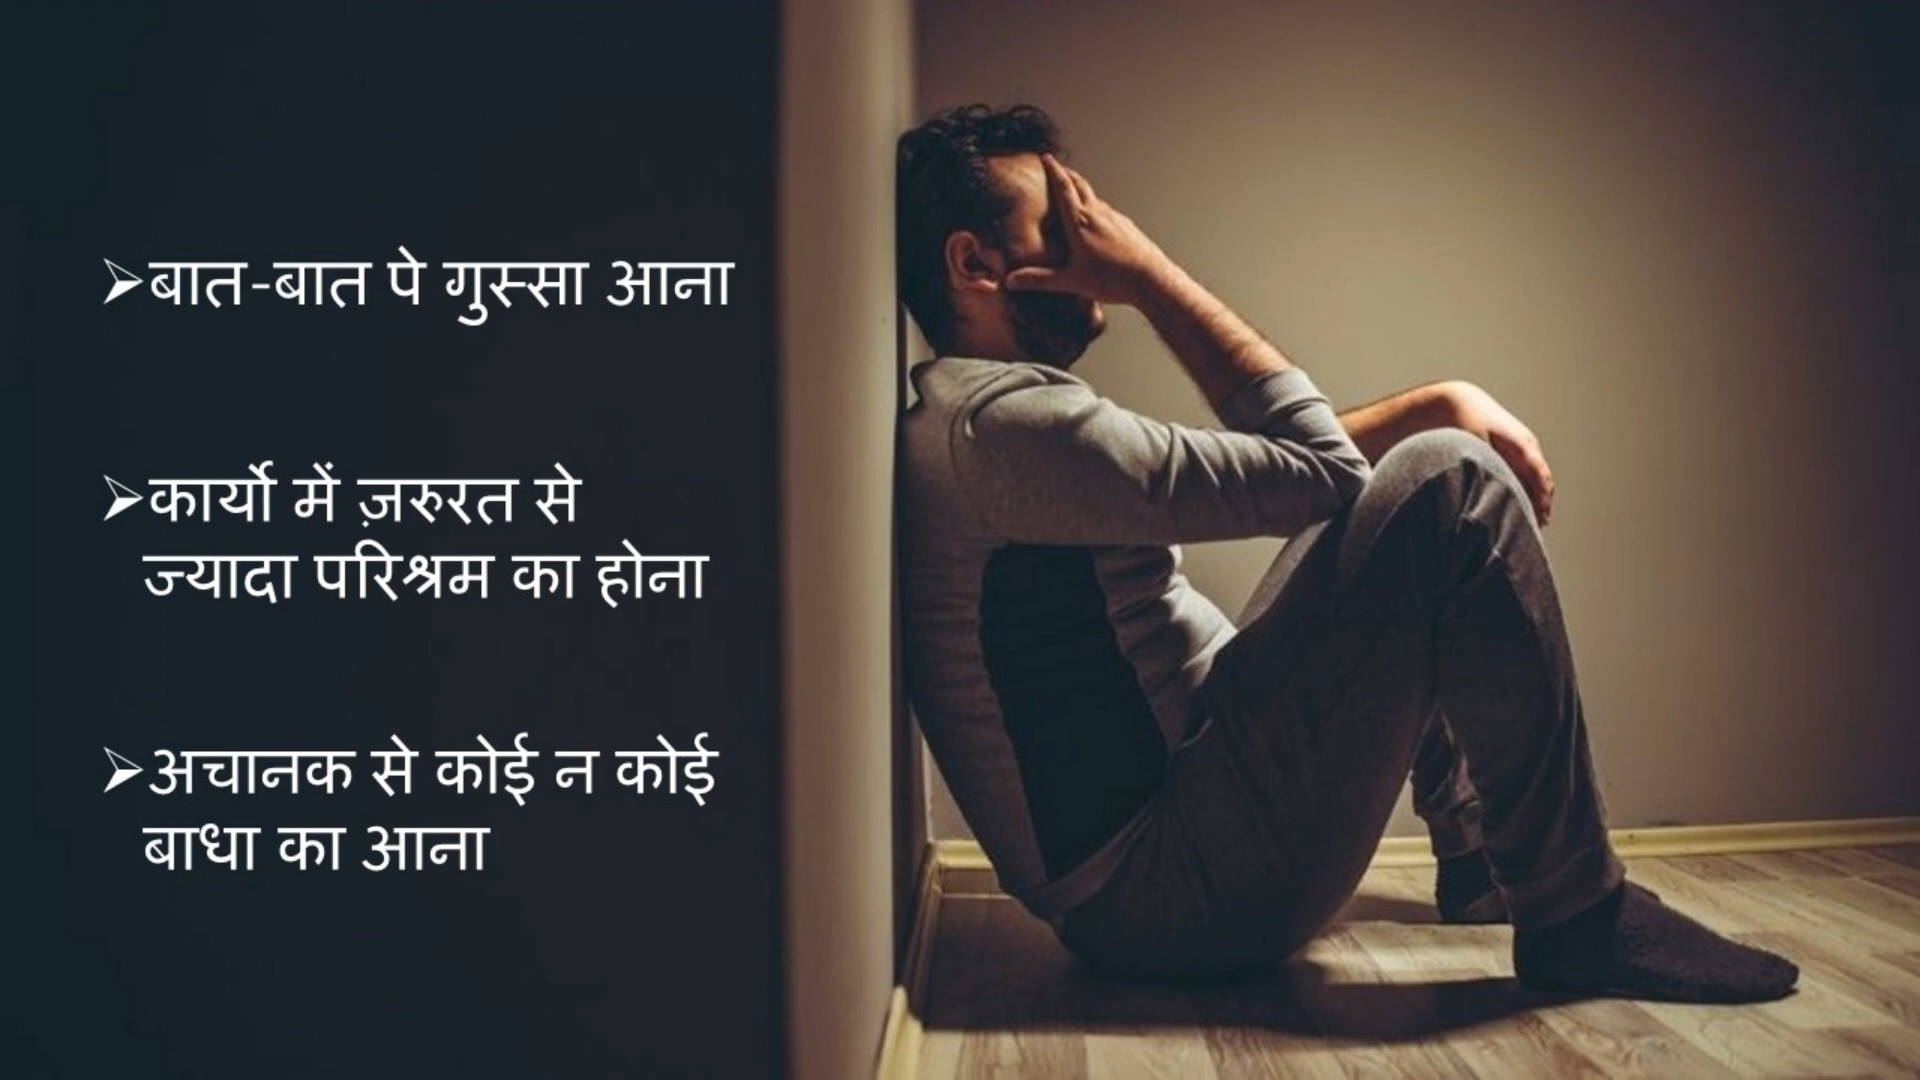 ➢बात-बात पे गुस्सा आना
➢कार्यो में ज़रुरत से
ज्यादा परिश्रम का होना
➢अचानक से कोई न कोई
बाधा का आना